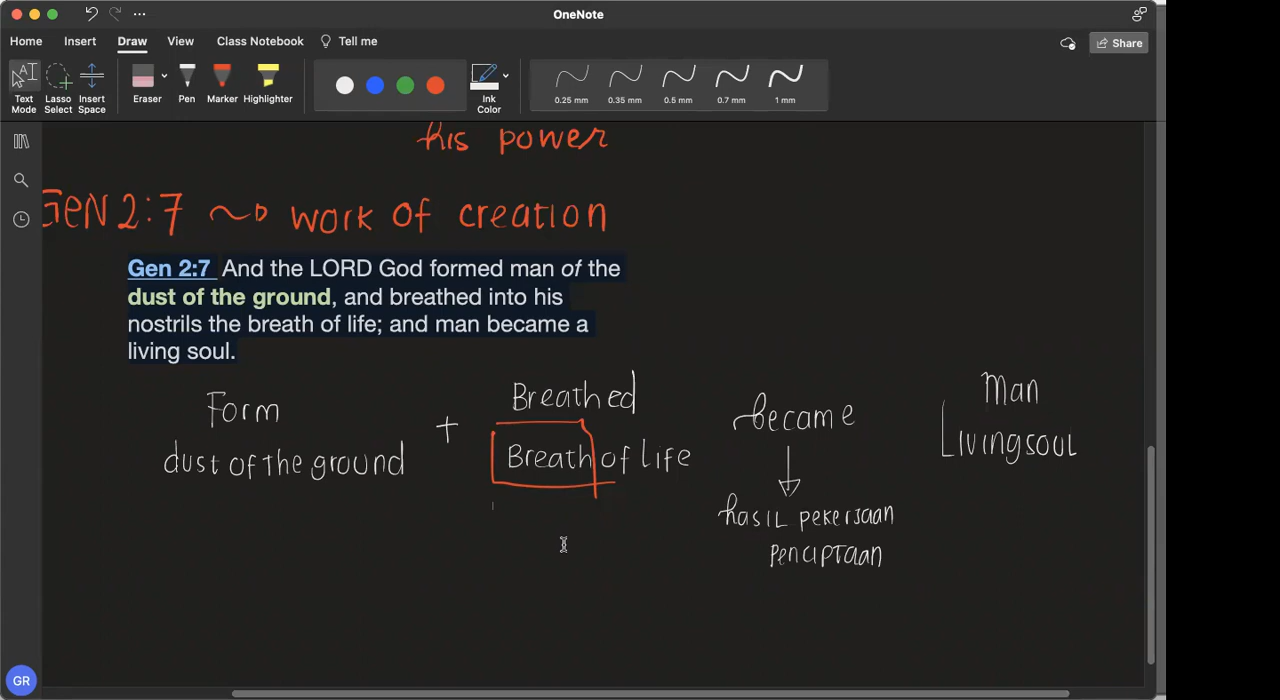 OneNote
Home Insert Draw View Class Notebook Tell me
Share
Text Mode
Lasso Select
Insert Space
Eraser
Pen
Marker
Highlighter
Ink Color
0.25 mm 0.35 mm 0.5 mm 0.7 mm 1 mm
his power
GeN 2:7 work of creation
Gen 2:7 And the LORD God formed man of the
dust of the ground, and breathed into his
nostrils the breath of life; and man became a
living soul.
Form
dust of the ground
+
Breathed
Breath of life
became
hasil pekerjaan
penciptaan
Man
Living soul
GR